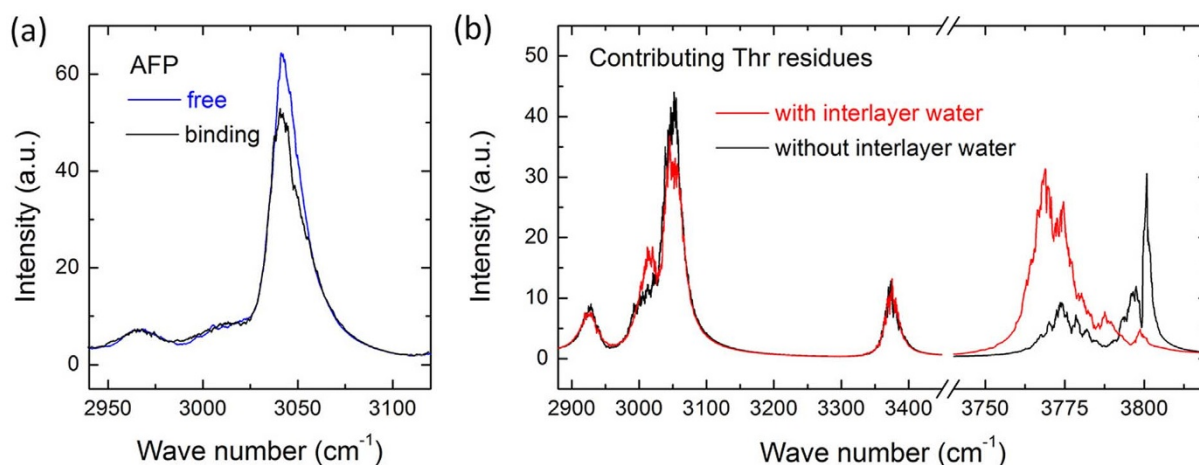 (a)
AFP
free
binding
Intensity (a.u.)
60
40
20
0
2950 3000 3050 3100
Wave number (cm-1)
(b)
Contributing Thr residues
with interlayer water
without interlayer water
Intensity (a.u.)
50
40
30
20
10
0
2900 3000 3100 3200 3300 3400 3750 3775 3800
Wave number (cm-1)